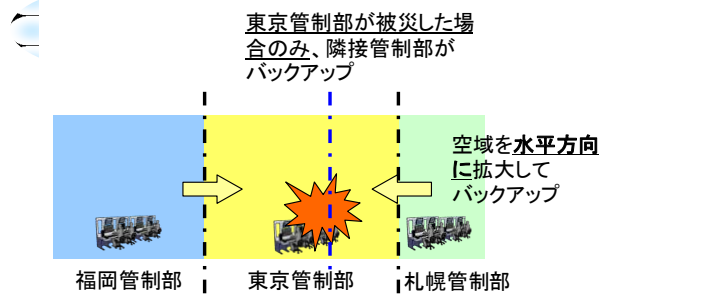 東京管制部が被災した場
合のみ、隣接管制部が
バックアップ
空域を水平方向
に拡大して
バックアップ
福岡管制部
東京管制部
札幌管制部